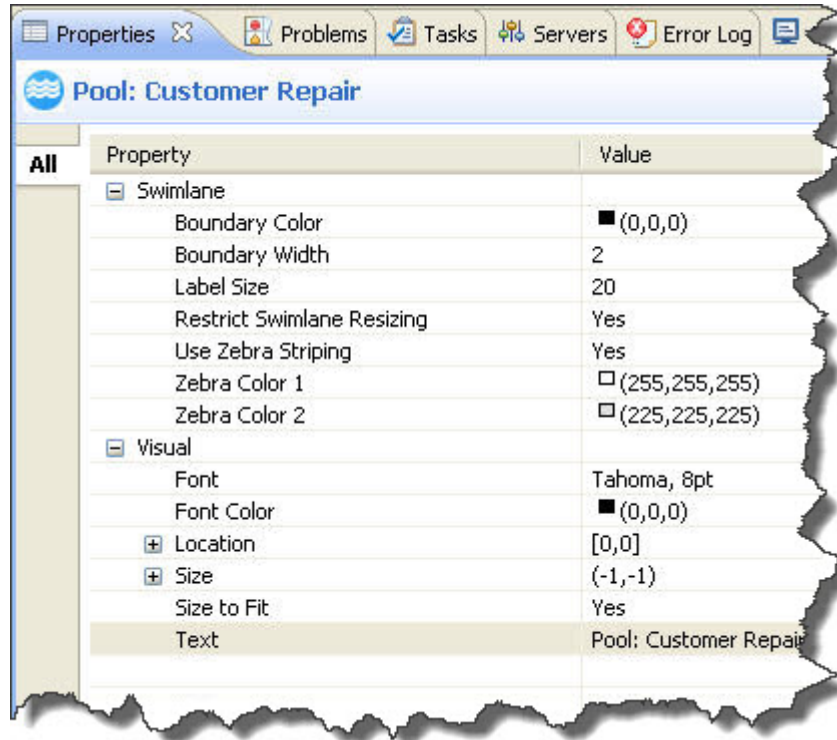 Properties Problems Tasks Servers Error Log
Pool: Customer Repair
All
Property Value
Swimlane
Boundary Color (0,0,0)
Boundary Width 2
Label Size 20
Restrict Swimlane Resizing Yes
Use Zebra Striping Yes
Zebra Color 1 (255,255,255)
Zebra Color 2 (225,225,225)
Visual
Font Tahoma, 8pt
Font Color (0,0,0)
Location [0,0]
Size (-1,-1)
Size to Fit Yes
Text Pool: Customer Repair